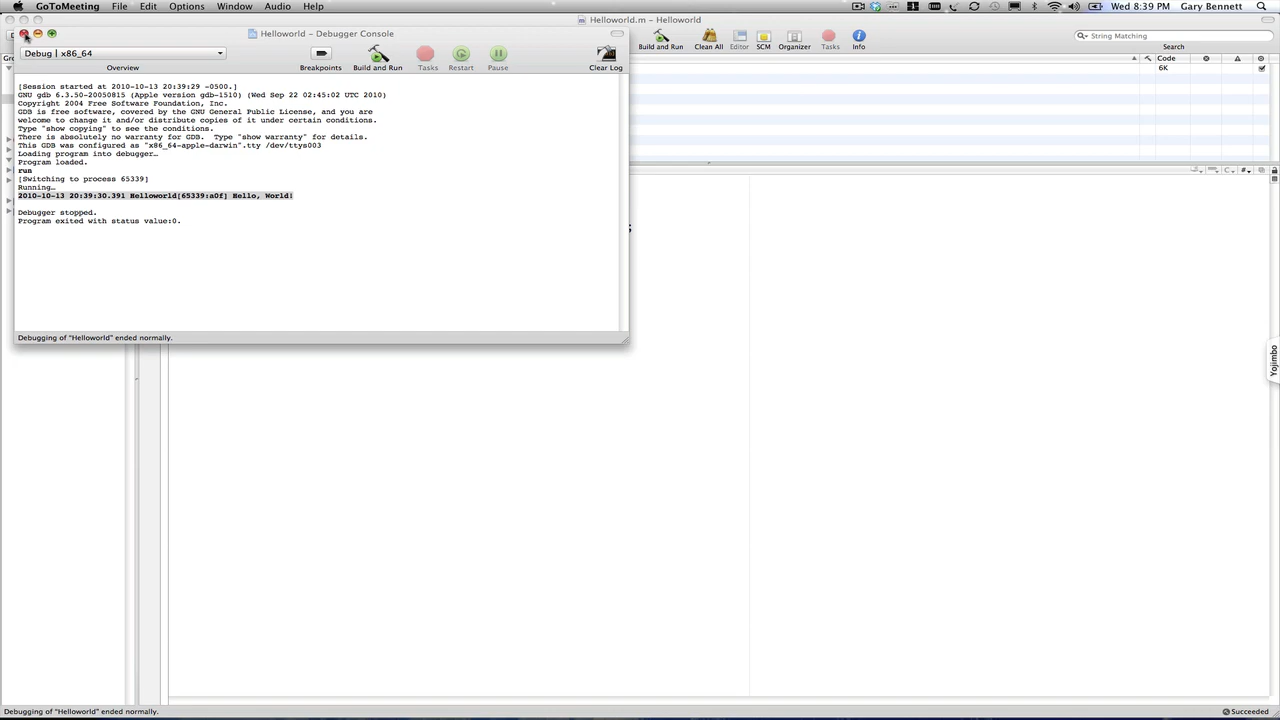 GoToMeeting File Edit Options Window Audio Help Wed 8:39 PM Gary Bennett
Helloworld.m – Helloworld
Helloworld – Debugger Console
Debug | x86_64
Overview Breakpoints Build and Run Tasks Restart Pause Clear Log
Build and Run Clean All Editor SCM Organizer Tasks Info Search
String Matching
Code
6K
[Session started at 2010-10-13 20:39:29 -0500.]
GNU gdb 6.3.50-20050815 (Apple version gdb-1510) (Wed Sep 22 02:45:02 UTC 2010)
Copyright 2004 Free Software Foundation, Inc.
GDB is free software, covered by the GNU General Public License, and you are
welcome to change it and/or distribute copies of it under certain conditions.
Type "show copying" to see the conditions.
There is absolutely no warranty for GDB.  Type "show warranty" for details.
This GDB was configured as "x86_64-apple-darwin".tty /dev/ttys003
Loading program into debugger…
Program loaded.
run
[Switching to process 65339]
Running…
2010-10-13 20:39:30.391 Helloworld[65339:a0f] Hello, World!
Debugger stopped.
Program exited with status value:0.
;
Debugging of "Helloworld" ended normally.
Yojimbo
Debugging of "Helloworld" ended normally.
Succeeded